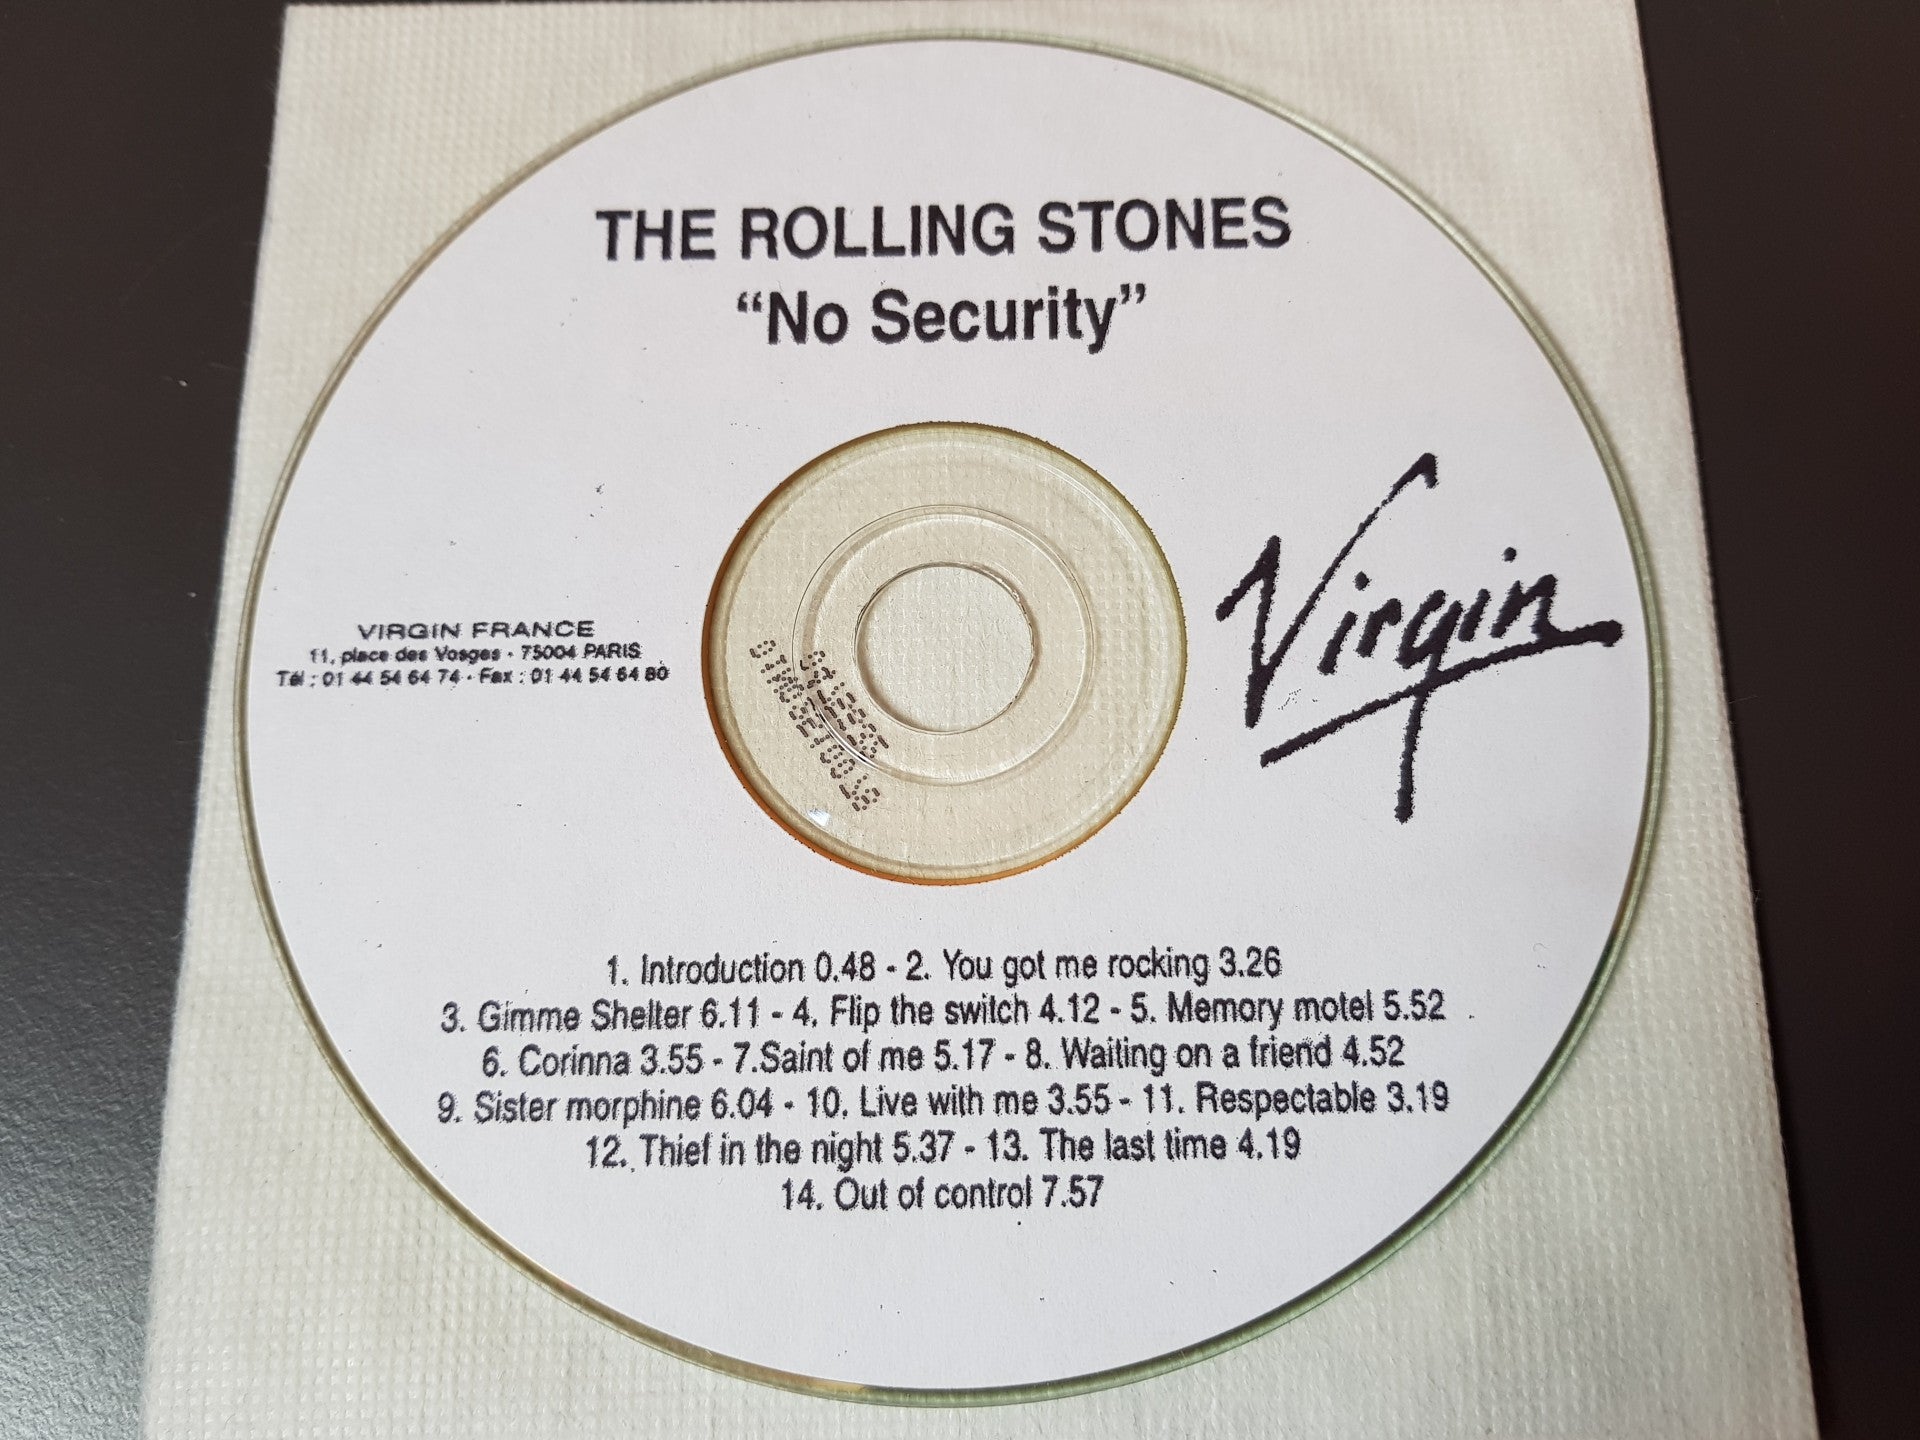 THE ROLLING STONES
“No Security”
Virgin
VIRGIN FRANCE
11, place des Vosges - 75004 PARIS
Tél : 01 44 54 64 74 - Fax : 01 44 54 64 80
1. Introduction 0.48 - 2. You got me rocking 3.26
3. Gimme Shelter 6.11 - 4. Flip the switch 4.12 - 5. Memory motel 5.52
6. Corinna 3.55 - 7.Saint of me 5.17 - 8. Waiting on a friend 4.52
9. Sister morphine 6.04 - 10. Live with me 3.55 - 11. Respectable 3.19
12. Thief in the night 5.37 - 13. The last time 4.19
14. Out of control 7.57